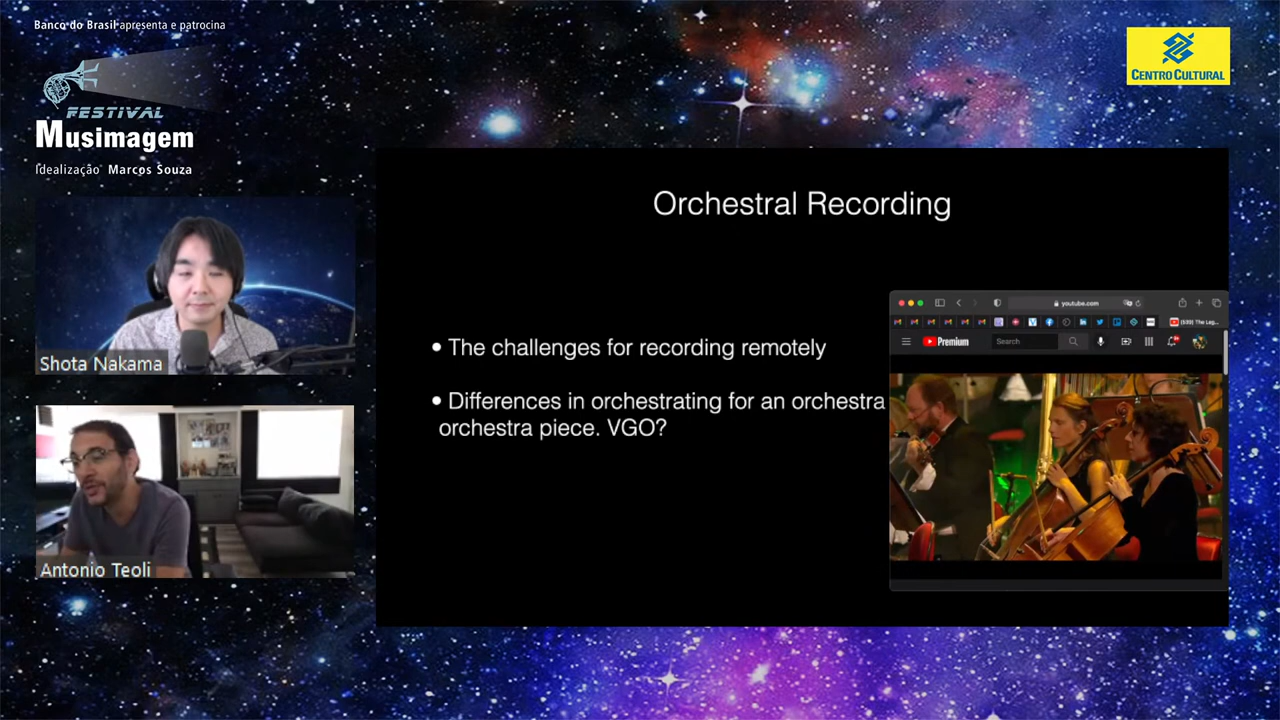 Banco do Brasil apresenta e patrocina
FESTIVAL
Musimagem
Idealização Marcos Souza
CENTRO CULTURAL
Orchestral Recording
• The challenges for recording remotely
• Differences in orchestrating for an orchestra
orchestra piece. VGO?
youtube.com
Premium
Search
Shota Nakama
Antonio Teoli